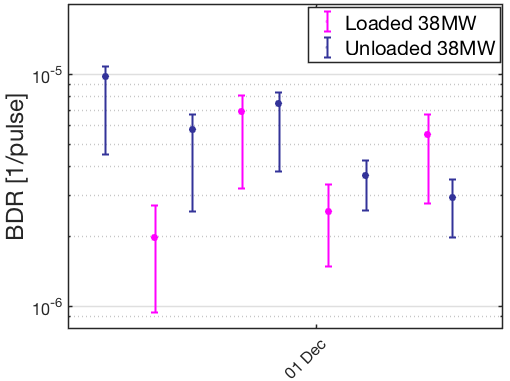 Loaded 38MW
Unloaded 38MW
BDR [1/pulse]
10⁻⁵
10⁻⁶
01 Dec